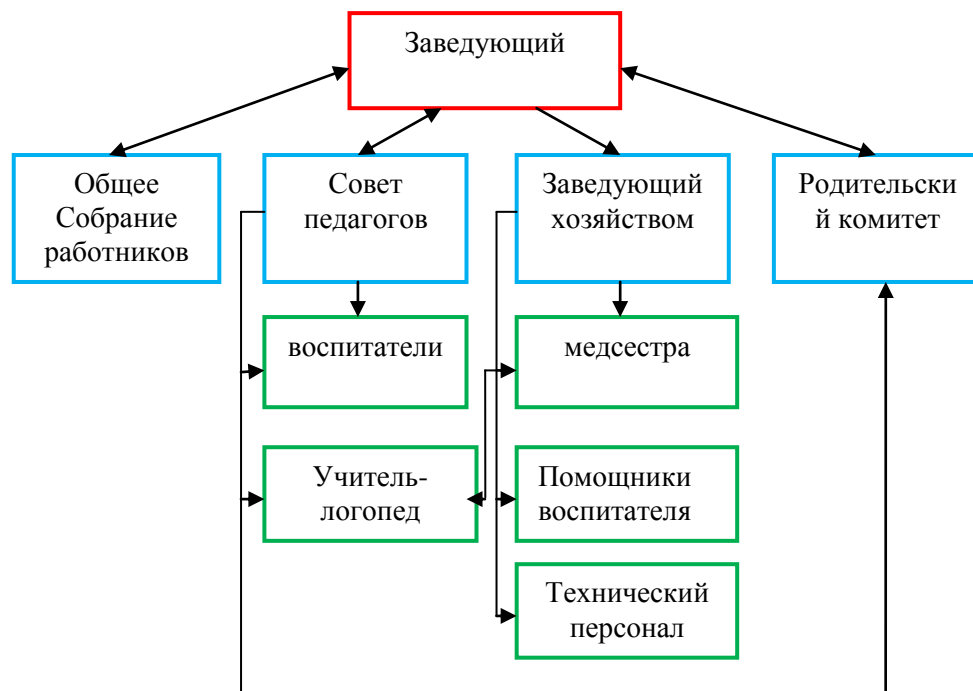 Заведующий
Общее
Собрание
работников
Совет
педагогов
Заведующий
хозяйством
Родительски
й комитет
воспитатели
медсестра
Учитель-
логопед
Помощники
воспитателя
Технический
персонал